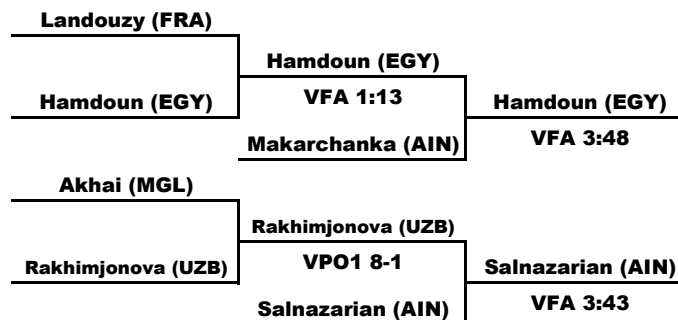 Landouzy (FRA)
Hamdoun (EGY)
Hamdoun (EGY)
VFA 1:13
Makarchanka (AIN)
Hamdoun (EGY)
VFA 3:48
Akhai (MGL)
Rakhimjonova (UZB)
Rakhimjonova (UZB)
VPO1 8-1
Salnazarian (AIN)
Salnazarian (AIN)
VFA 3:43